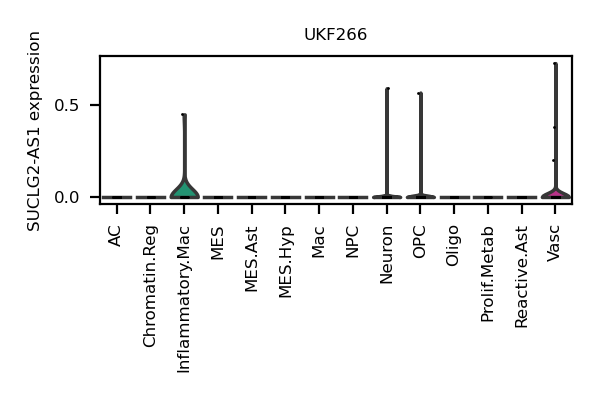 UKF266
SUCLG2-AS1 expression
0.5
0.0
AC
Chromatin.Reg
Inflammatory.Mac
MES
MES.Ast
MES.Hyp
Mac
NPC
Neuron
OPC
Oligo
Prolif.Metab
Reactive.Ast
Vasc